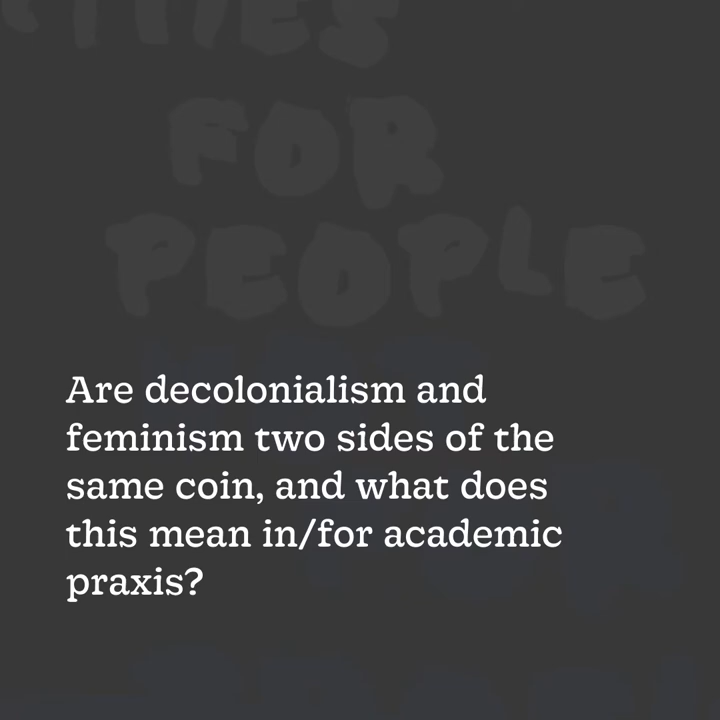 FOR
PEOPLE
Are decolonialism and
feminism two sides of the
same coin, and what does
this mean in/for academic
praxis?